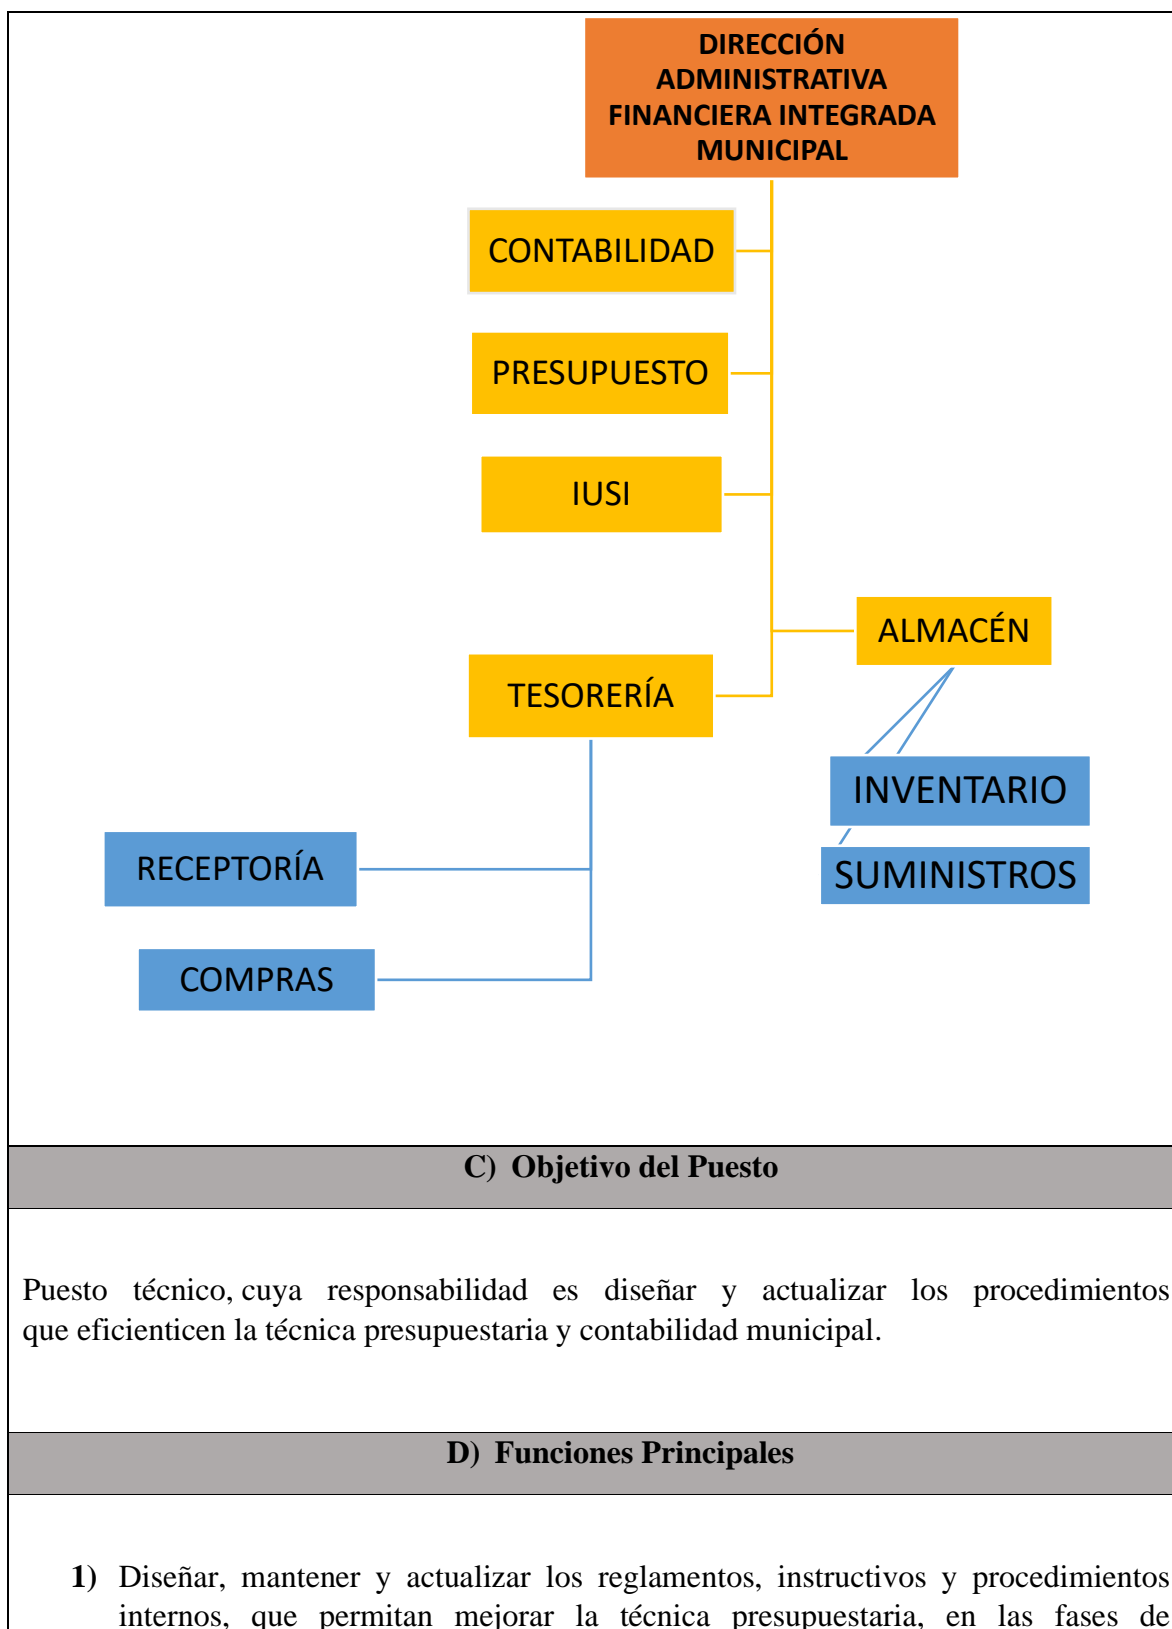 DIRECCIÓN
ADMINISTRATIVA
FINANCIERA INTEGRADA
MUNICIPAL
CONTABILIDAD
PRESUPUESTO
IUSI
ALMACÉN
TESORERÍA
INVENTARIO
RECEPTORÍA
SUMINISTROS
COMPRAS
C) Objetivo del Puesto
Puesto técnico, cuya responsabilidad es diseñar y actualizar los procedimientos
que eficienticen la técnica presupuestaria y contabilidad municipal.
D) Funciones Principales
1) Diseñar, mantener y actualizar los reglamentos, instructivos y procedimientos
internos, que permitan mejorar la técnica presupuestaria, en las fases de